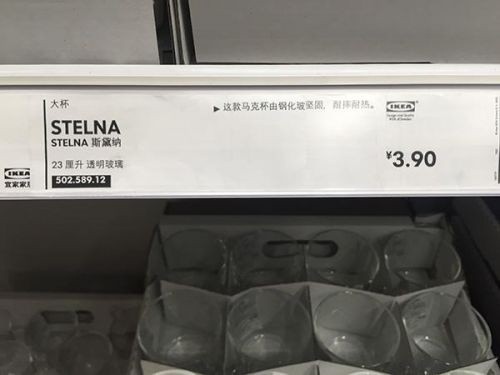 大杯
STELNA
STELNA 斯黛纳
23 厘升 透明玻璃
502.589.12
▶ 这款马克杯由钢化玻坚固，耐摔耐热。
IKEA
¥3.90
IKEA
宜家家居